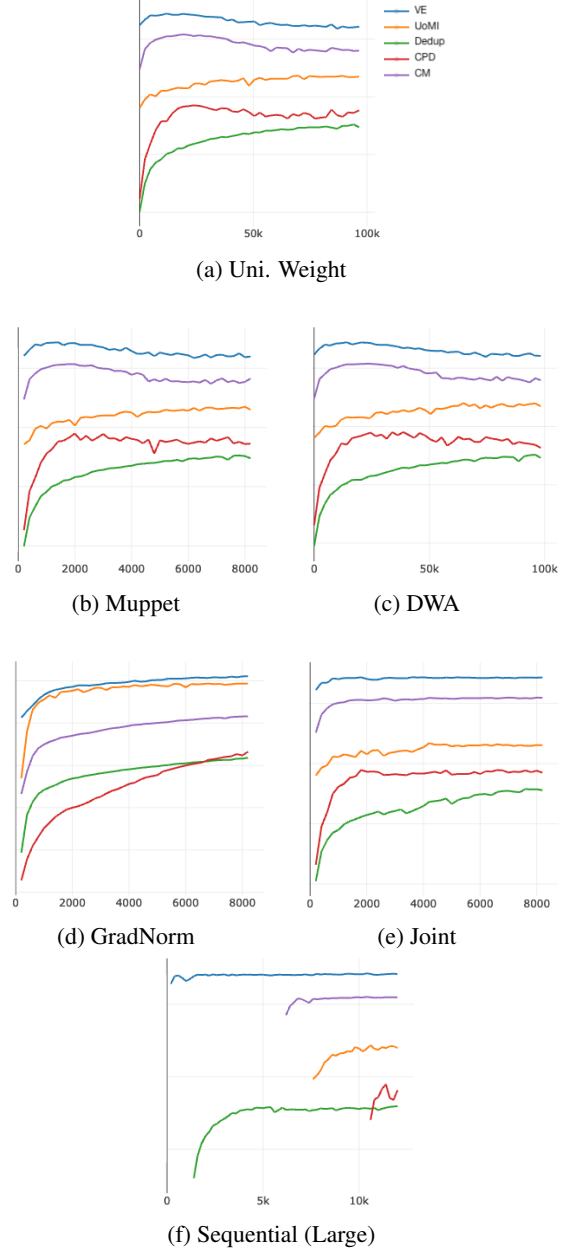 VE
UoMI
Dedup
CPD
CM
0 50k 100k
(a) Uni. Weight
0 2000 4000 6000 8000
(b) Muppet
0 50k 100k
(c) DWA
0 2000 4000 6000 8000
(d) GradNorm
0 2000 4000 6000 8000
(e) Joint
0 5k 10k
(f) Sequential (Large)